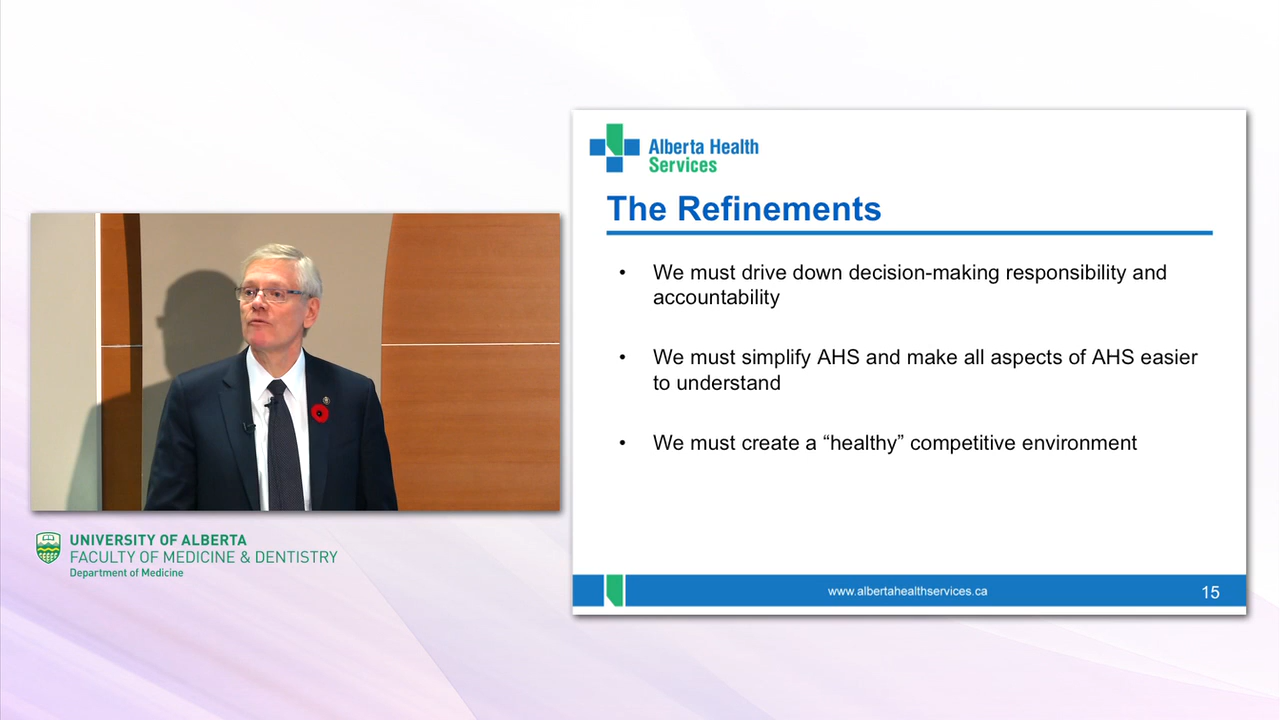 Alberta Health
Services
The Refinements
• We must drive down decision-making responsibility and
accountability
• We must simplify AHS and make all aspects of AHS easier
to understand
• We must create a “healthy” competitive environment
www.albertahealthservices.ca
15
UNIVERSITY OF ALBERTA
FACULTY OF MEDICINE & DENTISTRY
Department of Medicine